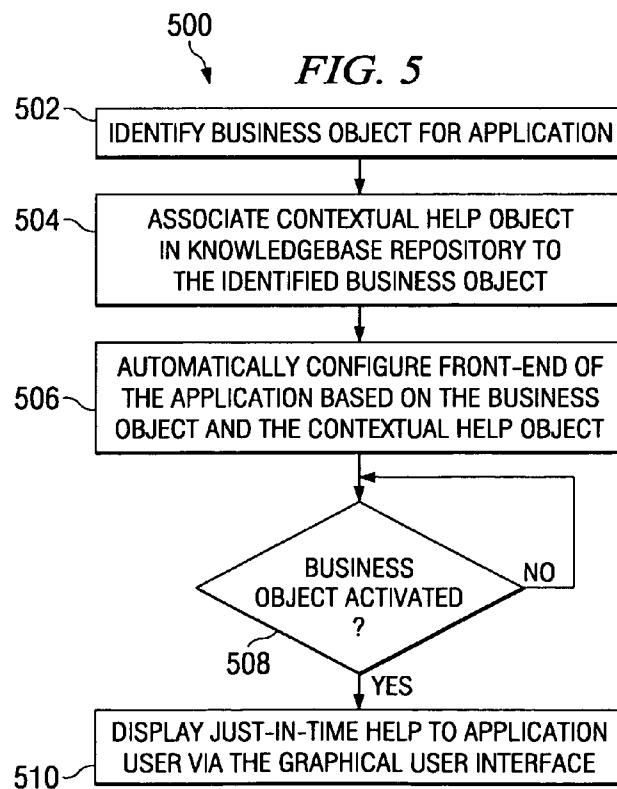 500
FIG. 5
502
IDENTIFY BUSINESS OBJECT FOR APPLICATION
504
ASSOCIATE CONTEXTUAL HELP OBJECT
IN KNOWLEDGEBASE REPOSITORY TO
THE IDENTIFIED BUSINESS OBJECT
506
AUTOMATICALLY CONFIGURE FRONT-END OF
THE APPLICATION BASED ON THE BUSINESS
OBJECT AND THE CONTEXTUAL HELP OBJECT
BUSINESS
OBJECT ACTIVATED
?
NO
508
YES
DISPLAY JUST-IN-TIME HELP TO APPLICATION
USER VIA THE GRAPHICAL USER INTERFACE
510